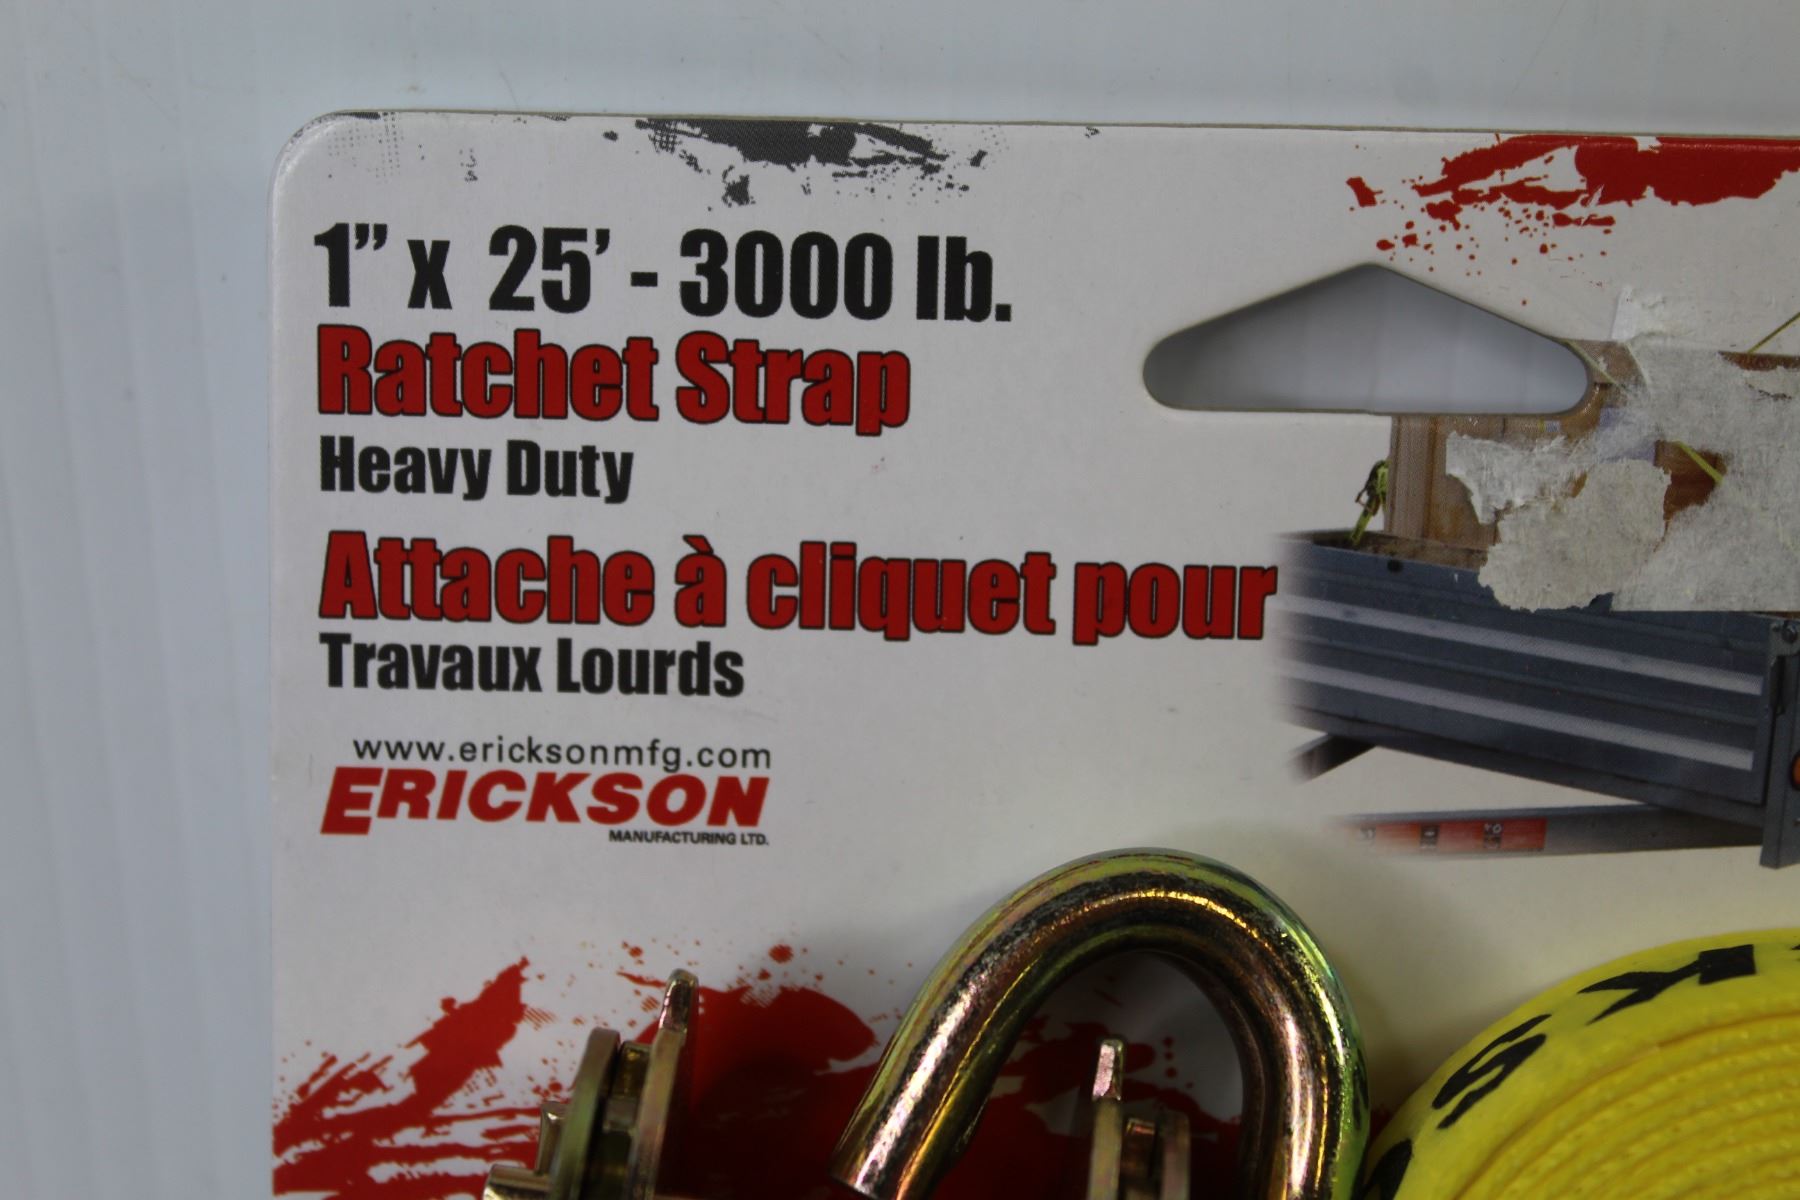 1" x 25' - 3000 lb.
Ratchet Strap
Heavy Duty
Attache à cliquet pour
Travaux Lourds
www.ericksonmfg.com
ERICKSON
MANUFACTURING LTD.